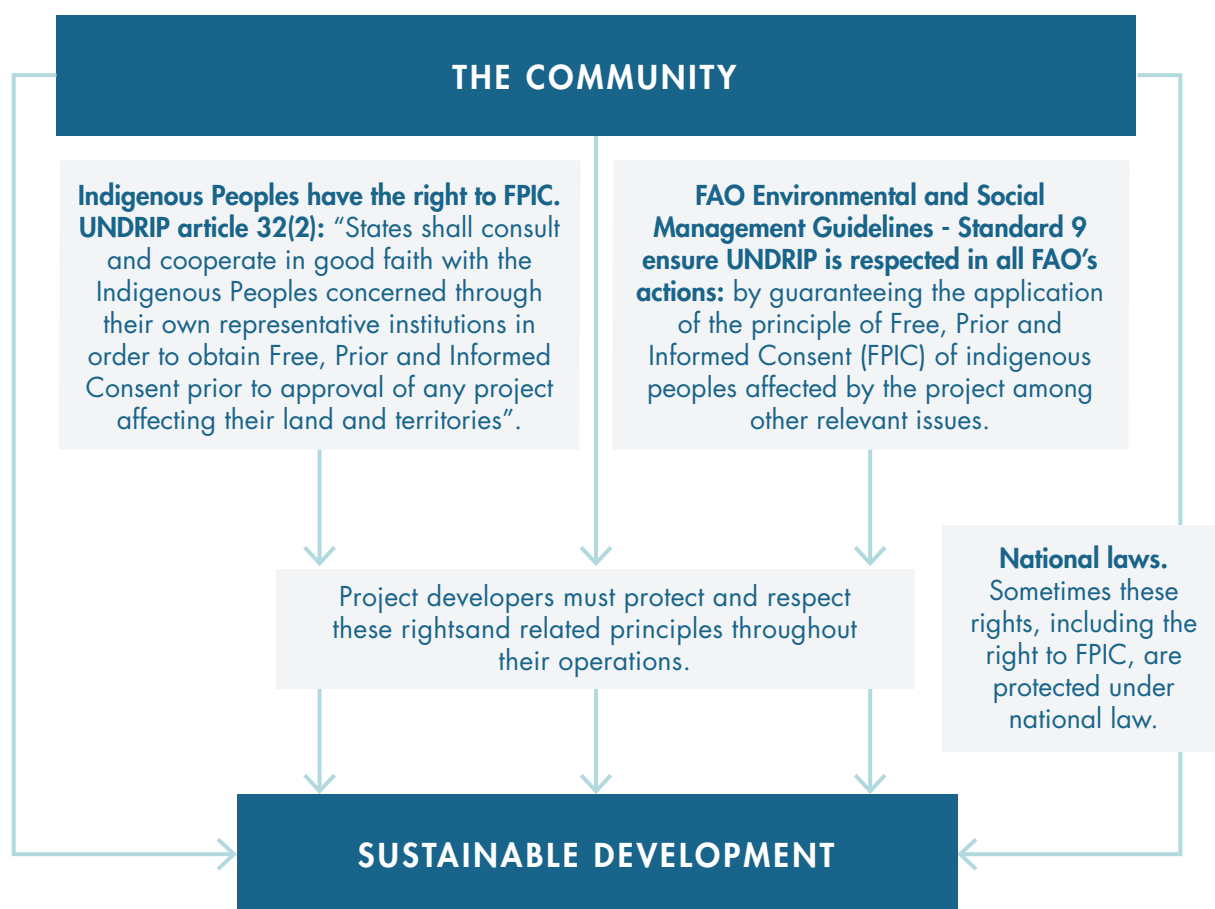 THE COMMUNITY
Indigenous Peoples have the right to FPIC.
UNDRIP article 32(2): “States shall consult
and cooperate in good faith with the
Indigenous Peoples concerned through
their own representative institutions in
order to obtain Free, Prior and Informed
Consent prior to approval of any project
affecting their land and territories”.
FAO Environmental and Social
Management Guidelines - Standard 9
ensure UNDRIP is respected in all FAO’s
actions: by guaranteeing the application
of the principle of Free, Prior and
Informed Consent (FPIC) of indigenous
peoples affected by the project among
other relevant issues.
Project developers must protect and respect
these rightsand related principles throughout
their operations.
National laws.
Sometimes these
rights, including the
right to FPIC, are
protected under
national law.
SUSTAINABLE DEVELOPMENT